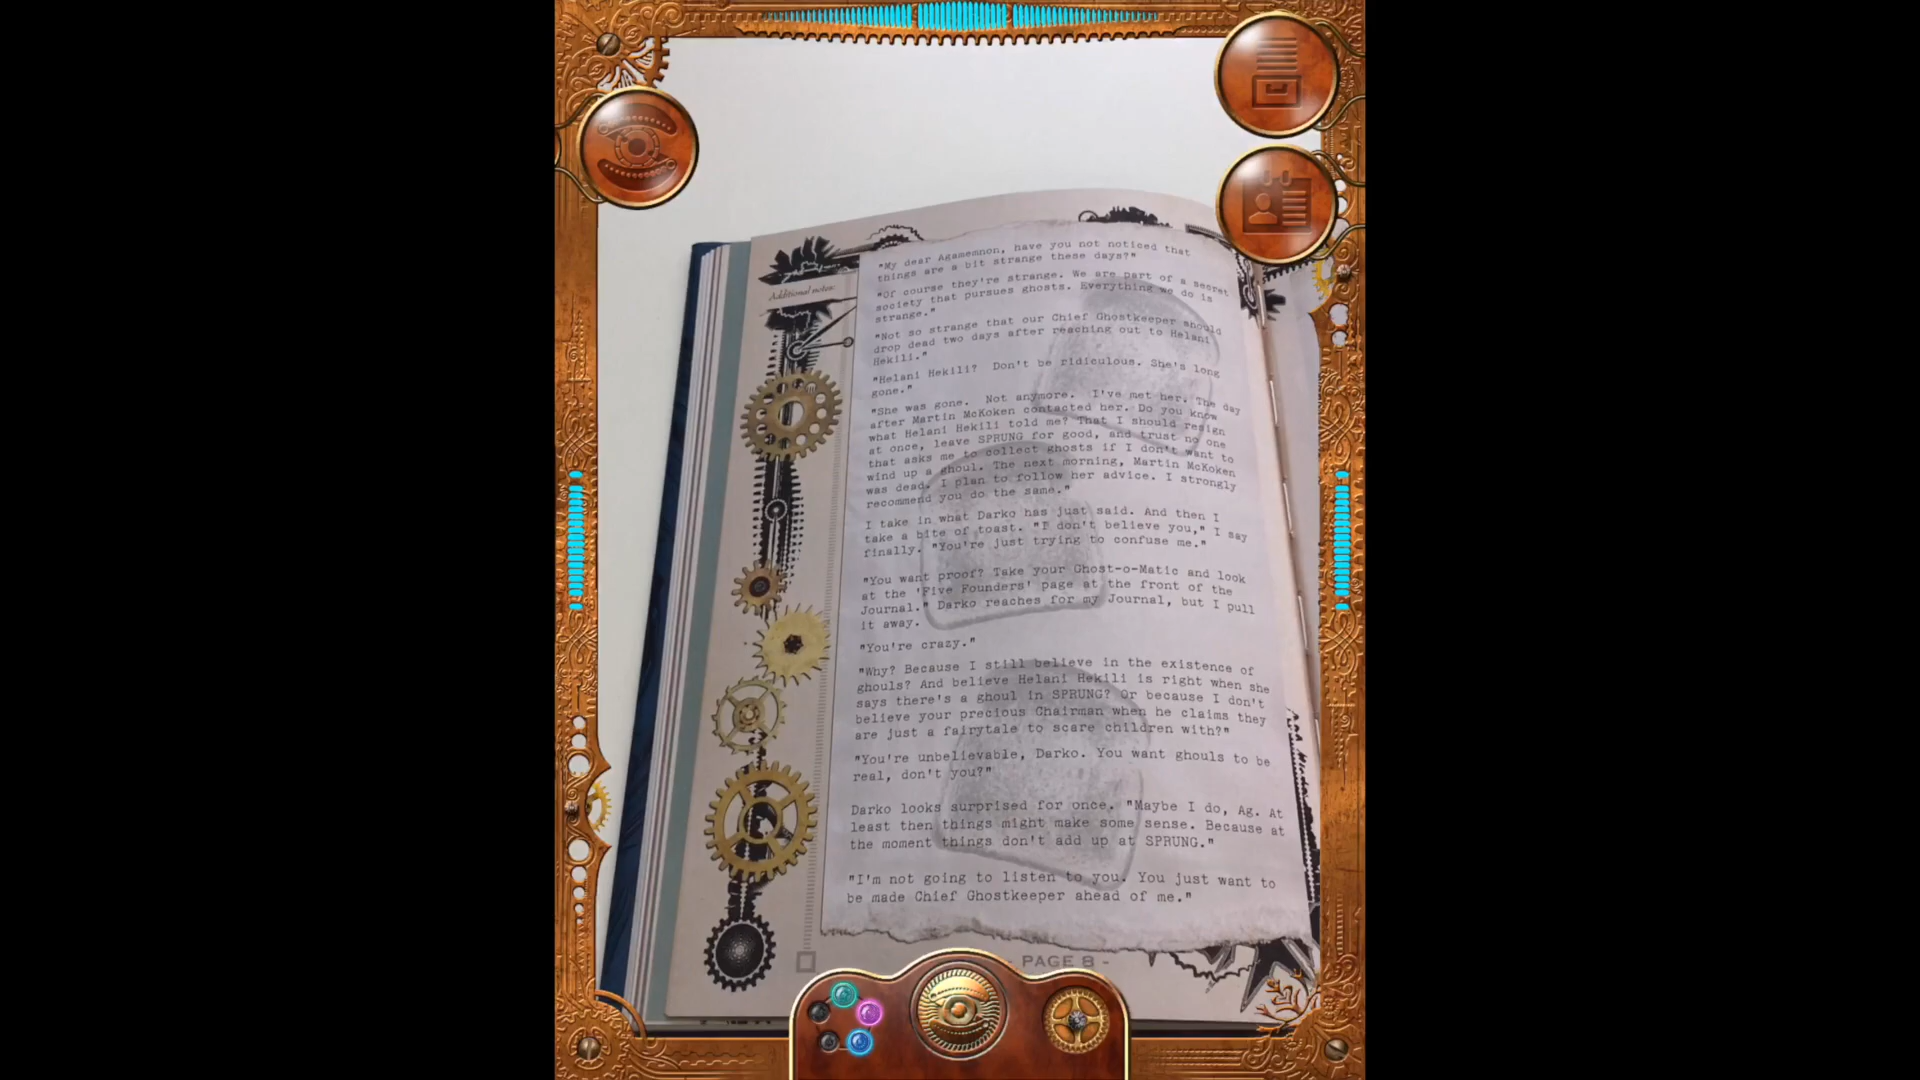 Additional notes:
"My dear Agamemnon, have you not noticed that
things are a bit strange these days?"
"Of course they're strange. We are part of a secret
society that pursues ghosts. Everything we do is
strange."
"Not so strange that our Chief Ghostkeeper should
drop dead two days after reaching out to Helani
Hekili."
"Helani Hekili? Don't be ridiculous. She's long
gone."
"She was gone. Not anymore. I've met her. The day
after Martin McKoken contacted her. Do you know
what Helani Hekili told me? That I should resign
at once, leave SPRUNG for good, and trust no one
that asks me to collect ghosts if I don't want to
wind up a ghoul. The next morning, Martin McKoken
was dead. I plan to follow her advice. I strongly
recommend you do the same."
I take in what Darko has just said. And then I
take a bite of toast. "I don't believe you," I say
finally. "You're just trying to confuse me."
"You want proof? Take your Ghost-o-Matic and look
at the 'Five Founders' page at the front of the
Journal." Darko reaches for my Journal, but I pull
it away.
"You're crazy."
"Why? Because I still believe in the existence of
ghouls? And believe Helani Hekili is right when she
says there's a ghoul in SPRUNG? Or because I don't
believe your precious Chairman when he claims they
are just a fairytale to scare children with?"
"You're unbelievable, Darko. You want ghouls to be
real, don't you?"
Darko looks surprised for once. "Maybe I do, Ag. At
least then things might make some sense. Because at
the moment things don't add up at SPRUNG."
"I'm not going to listen to you. You just want to
be made Chief Ghostkeeper ahead of me."
- PAGE 8 -